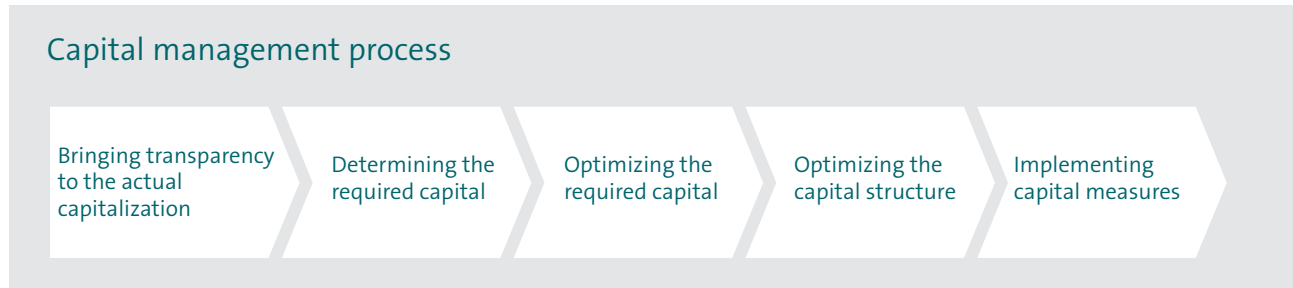 Capital management process
Bringing transparency
to the actual
capitalization
Determining the
required capital
Optimizing the
required capital
Optimizing the
capital structure
Implementing
capital measures